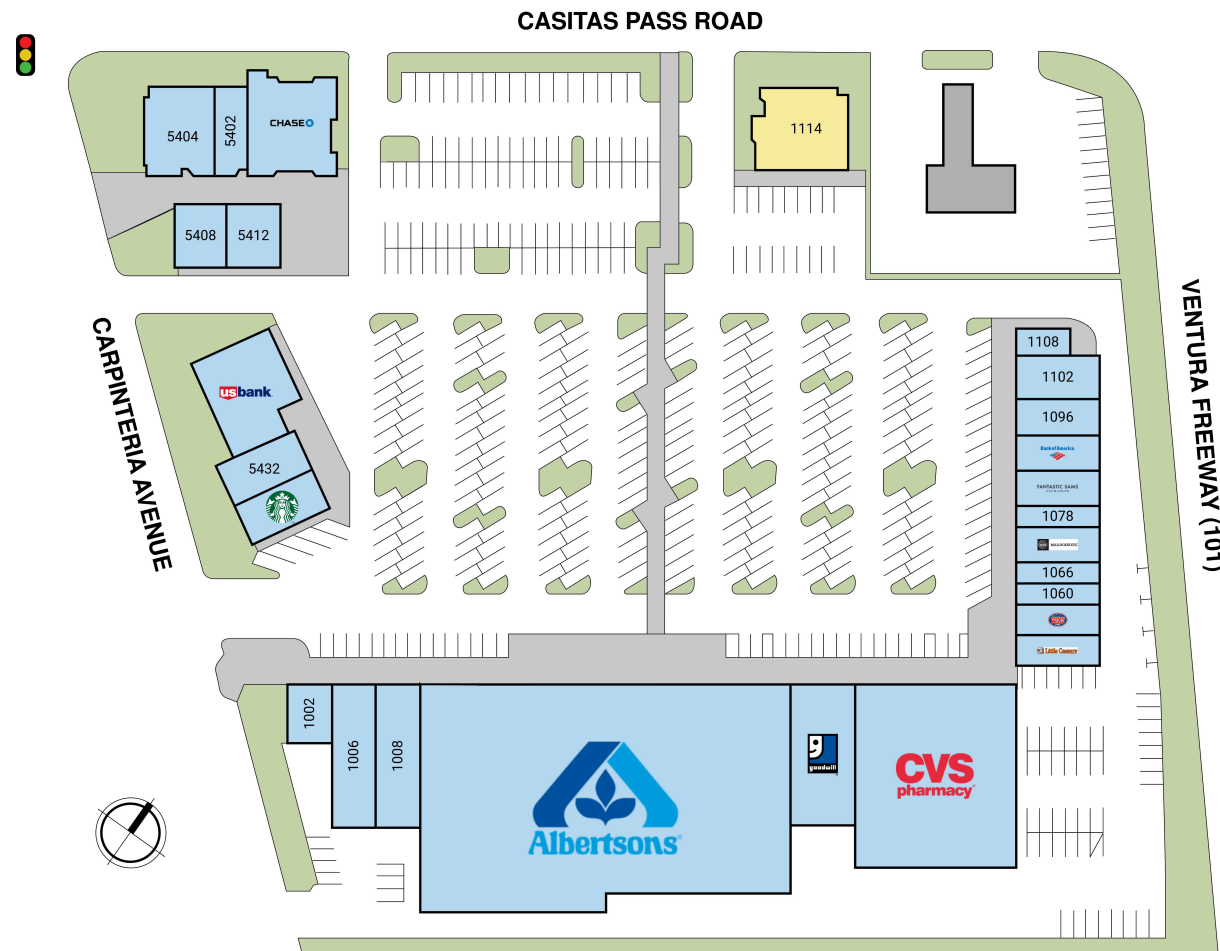 CASITAS PASS ROAD
CHASE
5404
5402
1114
5408
5412
CARPINTERIA AVENUE
VENTURA FREEWAY (101)
usbank
5432
1108
1102
1096
Bank of America
FANTASTIC SAMS
1078
1066
1060
Little Caesars
1002
1006
1008
Albertsons®
goodwill
CVS
pharmacy®